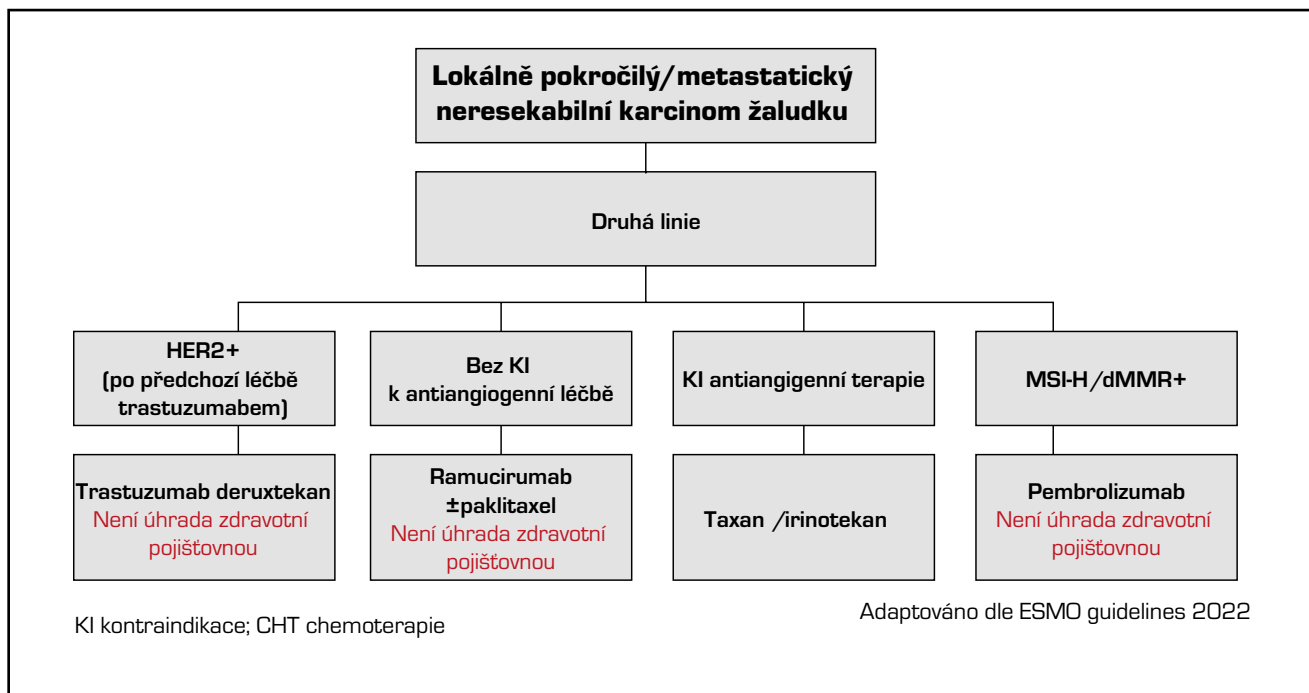 Lokálně pokročilý/metastatický
neresekabilní karcinom žaludku
Druhá linie
HER2+
(po předchozí léčbě
trastuzumabem)
Bez KI
k antiangiogenní léčbě
KI antiangigenní terapie
MSI-H/dMMR+
Trastuzumab deruxtekan
Není úhrada zdravotní
pojišťovnou
Ramucirumab
±paklitaxel
Není úhrada zdravotní
pojišťovnou
Taxan /irinotekan
Pembrolizumab
Není úhrada zdravotní
pojišťovnou
KI kontraindikace; CHT chemoterapie
Adaptováno dle ESMO guidelines 2022